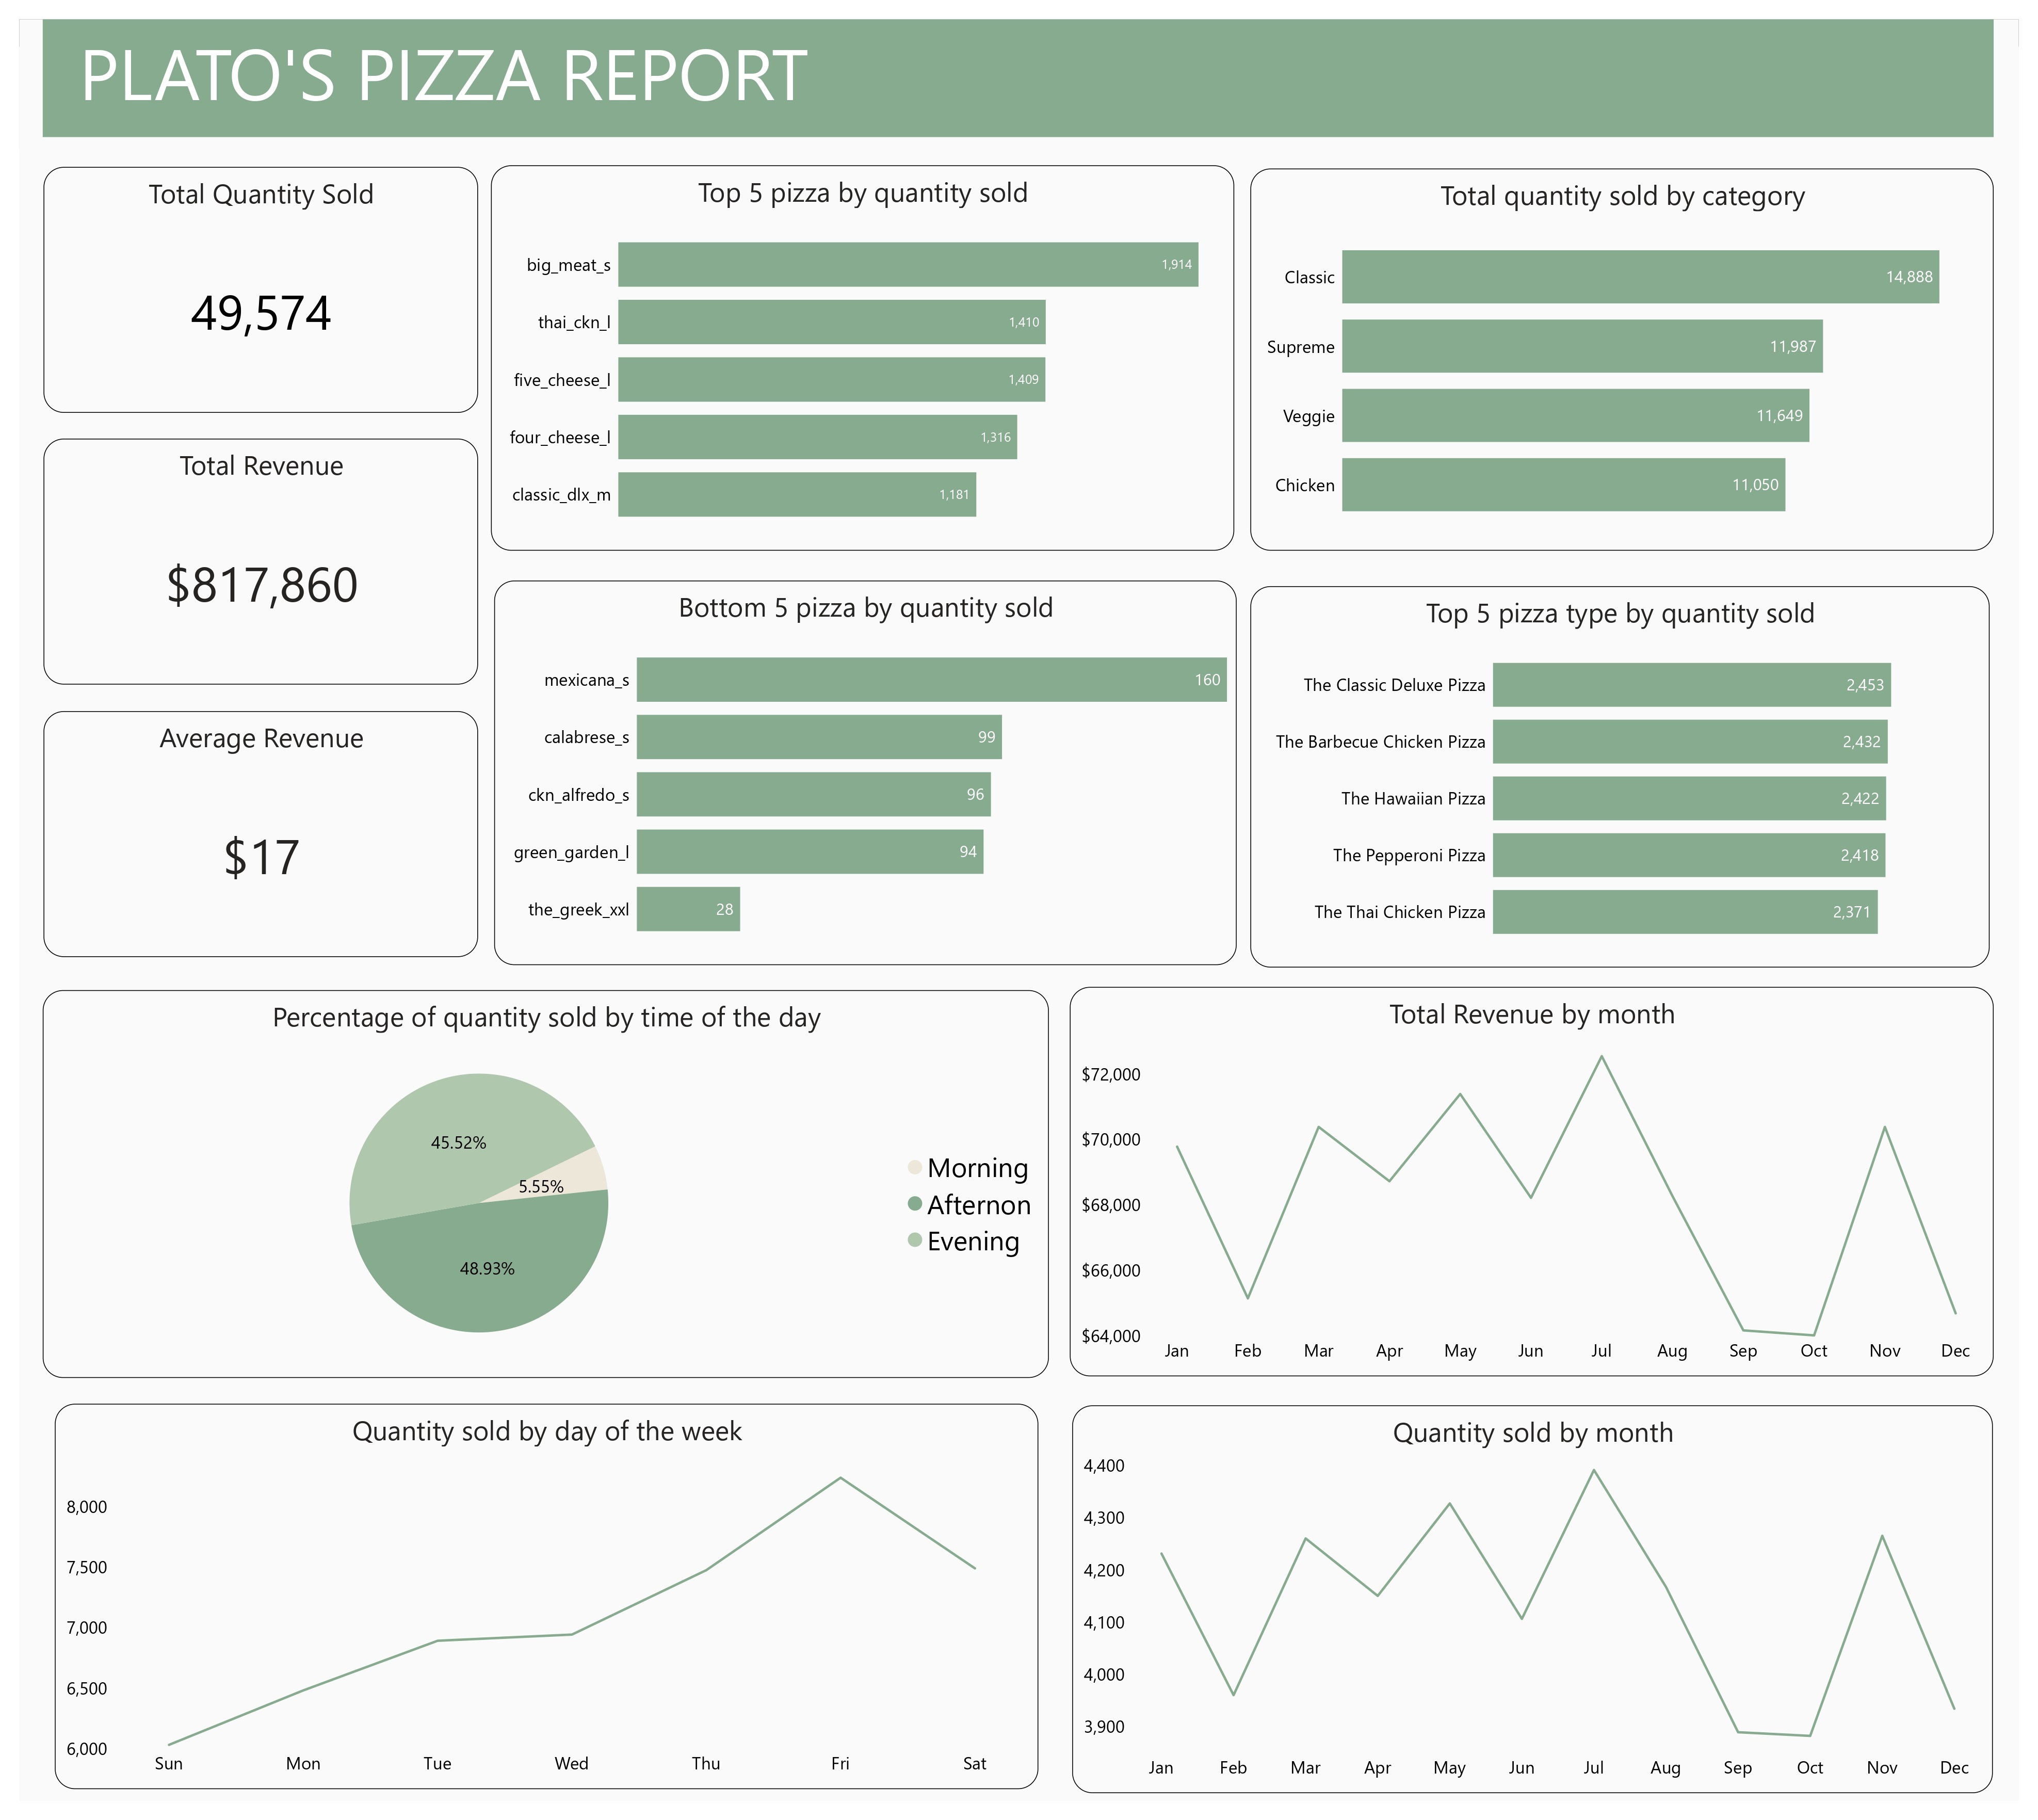 PLATO'S PIZZA REPORT
Total Quantity Sold
49,574
Total Revenue
$817,860
Average Revenue
$17
Top 5 pizza by quantity sold
big_meat_s 1,914
thai_ckn_l 1,410
five_cheese_l 1,409
four_cheese_l 1,316
classic_dlx_m 1,181
Total quantity sold by category
Classic 14,888
Supreme 11,987
Veggie 11,649
Chicken 11,050
Bottom 5 pizza by quantity sold
mexicana_s 160
calabrese_s 99
ckn_alfredo_s 96
green_garden_l 94
the_greek_xxl 28
Top 5 pizza type by quantity sold
The Classic Deluxe Pizza 2,453
The Barbecue Chicken Pizza 2,432
The Hawaiian Pizza 2,422
The Pepperoni Pizza 2,418
The Thai Chicken Pizza 2,371
Percentage of quantity sold by time of the day
45.52%
5.55%
48.93%
Morning
Afternon
Evening
Total Revenue by month
$72,000
$70,000
$68,000
$66,000
$64,000
Jan Feb Mar Apr May Jun Jul Aug Sep Oct Nov Dec
Quantity sold by day of the week
8,000
7,500
7,000
6,500
6,000
Sun Mon Tue Wed Thu Fri Sat
Quantity sold by month
4,400
4,300
4,200
4,100
4,000
3,900
Jan Feb Mar Apr May Jun Jul Aug Sep Oct Nov Dec